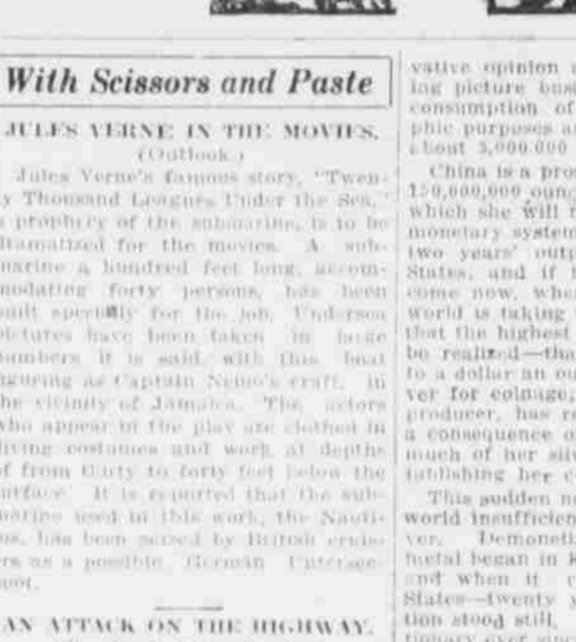 With Scissors and Paste
JULES VERNE IN THE MOVIES.
(Outlook.)
Jules Verne's famous story, "Twen-
y Thousand Leagues Under the Sea,"
a prophecy of the submarine, is to be
dramatized for the movies. A sub-
marine a hundred feet long, accom-
modating forty persons, has been
built specially for the job. Undersea
pictures have been taken in large
numbers it is said, with this boat
figuring as Captain Nemo's craft, in
the vicinity of Jamaica. The actors
who appear in the play are clothed in
diving costumes and work at depths
of from thirty to forty feet below the
surface. It is reported that the sub-
marine used in this work, the Nauti-
us, has been seized by British cruis-
ers as a possible German Untersee-
boot.
AN ATTACK ON THE HIGHWAY.
vative opinion
ing picture busi
consumption of
phic purposes a
about 3,000,000
China is a pro
150,000,000 oun
which she will
monetary system
two years' outp
States, and if
come now, whe
world is taking
that the highest
be realized—tha
to a dollar an ou
ver for coinage,
producer, has re
a consequence o
much of her silv
tablishing her c
This sudden n
world insufficien
ver. Demoneti
metal began in
and when it
States—twenty y
tion stood still.